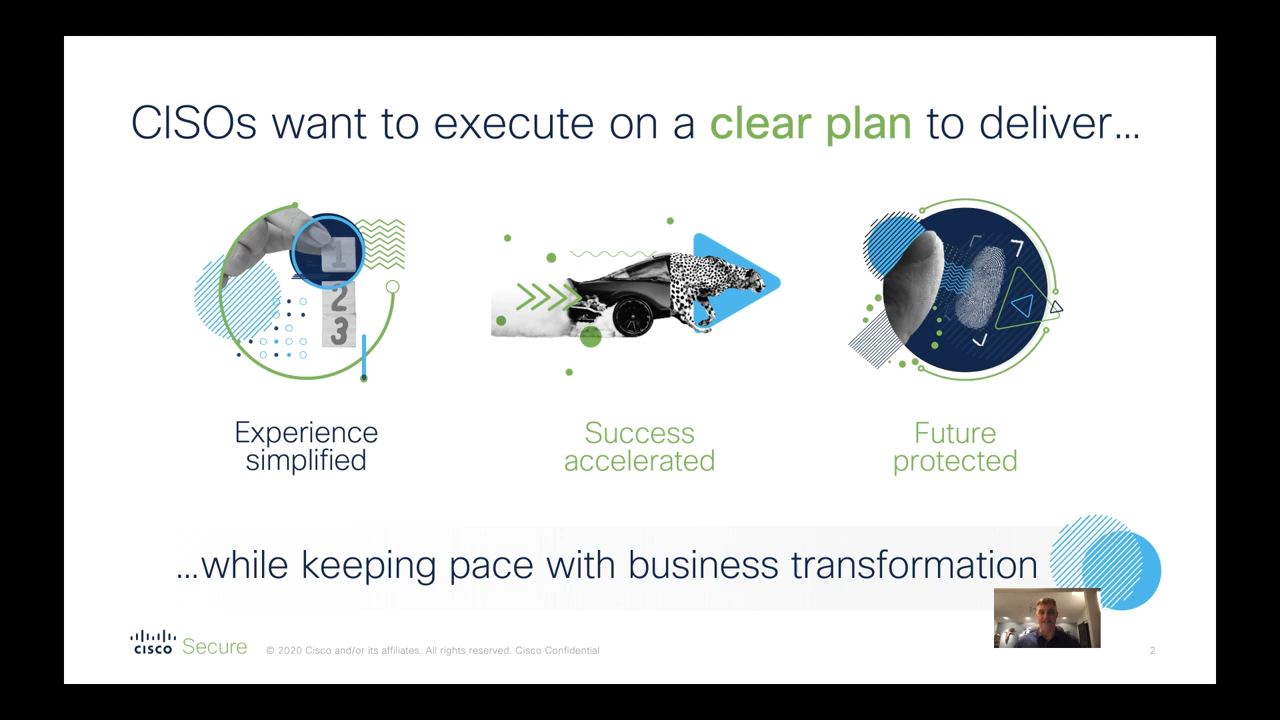 CISOs want to execute on a clear plan to deliver...
1
2
3
Experience
simplified
Success
accelerated
Future
protected
...while keeping pace with business transformation
CISCO Secure © 2020 Cisco and/or its affiliates. All rights reserved. Cisco Confidential 2